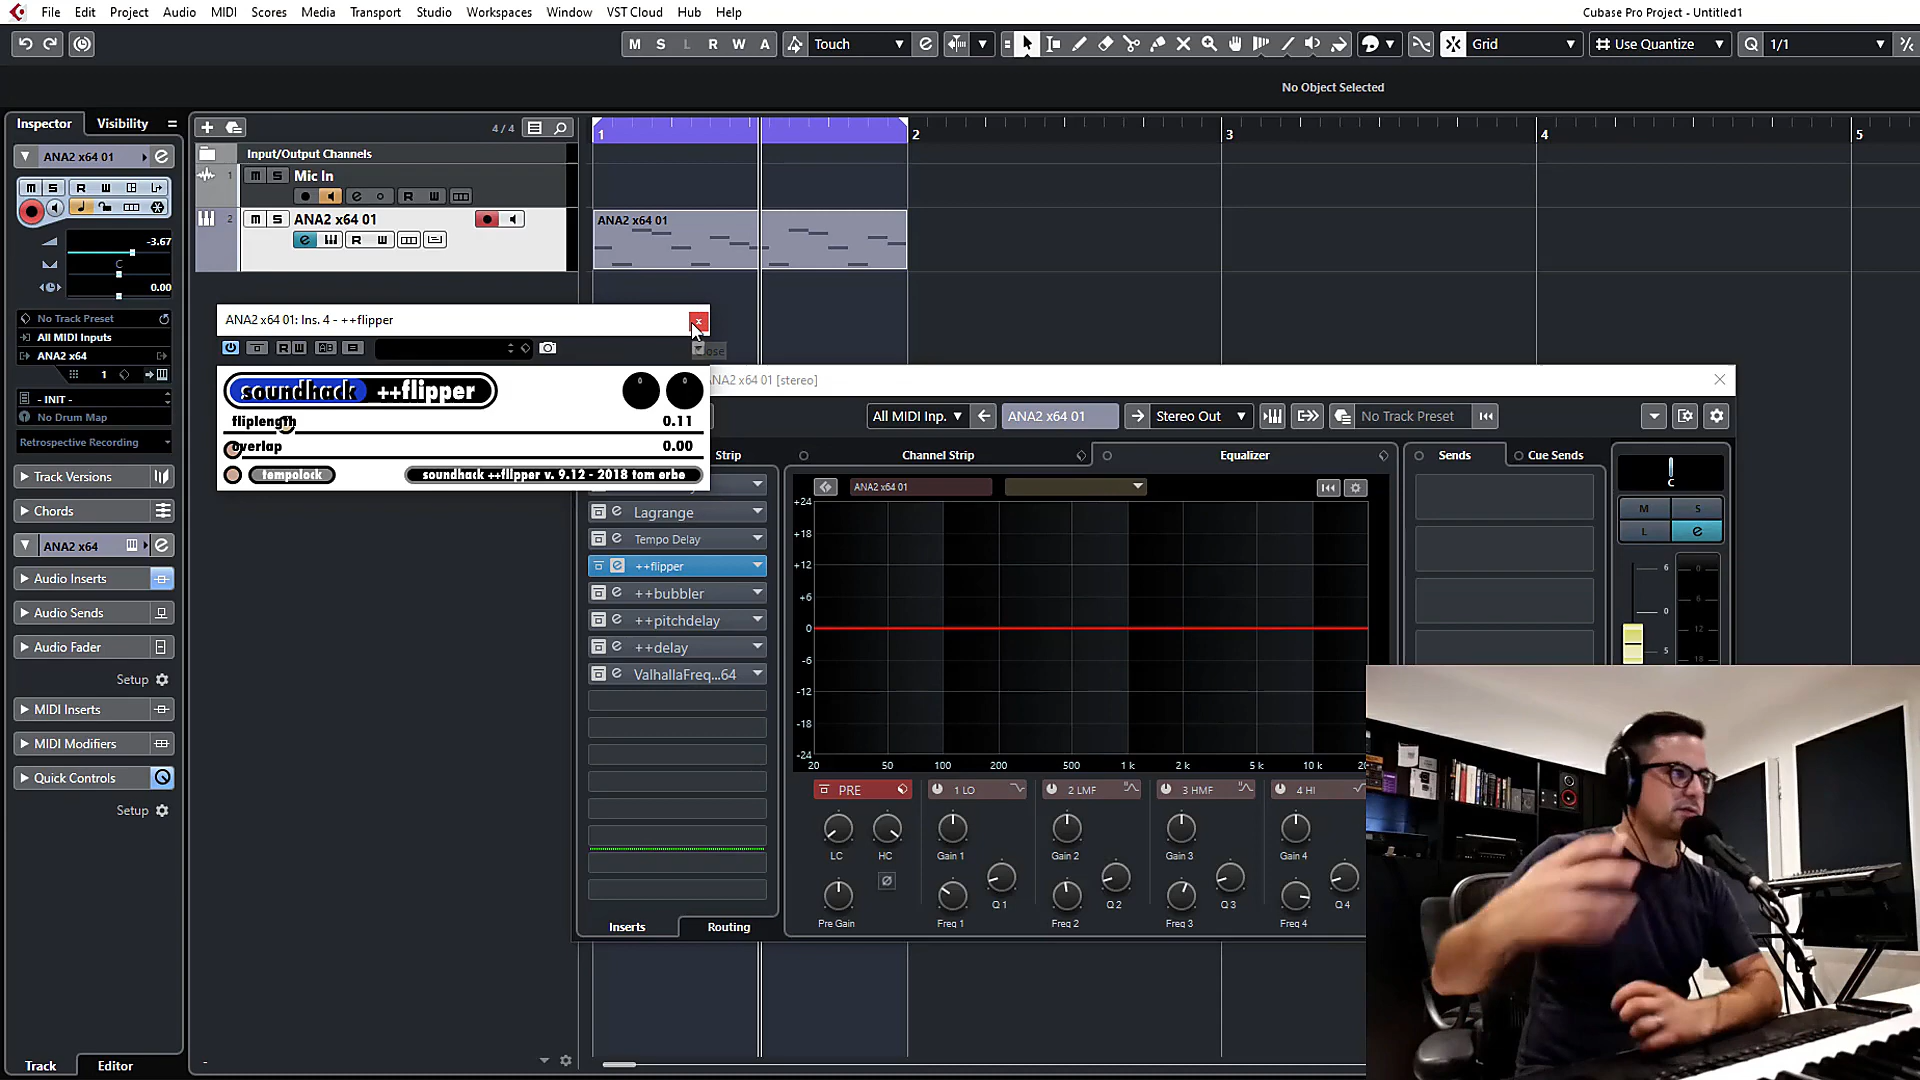 File Edit Project Audio MIDI Scores Media Transport Studio Workspaces Window VST Cloud Hub Help
Cubase Pro Project - Untitled1
M S L R W A Touch Grid Use Quantize Q 1/1
No Object Selected
Inspector Visibility
4 / 4
1 2 3 4 5
ANA2 x64 01
Input/Output Channels
1 m S Mic In
R
2 m S ANA2 x64 01
R
ANA2 x64 01
-3.67
C
0.00
No Track Preset
All MIDI Inputs
ANA2 x64
1
- INIT -
No Drum Map
Retrospective Recording
Track Versions
Chords
ANA2 x64
Audio Inserts
Audio Sends
Audio Fader
Setup
MIDI Inserts
MIDI Modifiers
Quick Controls
Setup
Track Editor
ANA2 x64 01: Ins. 4 - ++flipper
soundhack ++flipper
fliplength 0.11
overlap 0.00
tempolock soundhack ++flipper v. 9.12 - 2018 tom erbe
ANA2 x64 01 [stereo]
All MIDI Inp. ANA2 x64 01 Stereo Out No Track Preset
Strip Channel Strip Equalizer Sends Cue Sends
Lagrange
Tempo Delay
++flipper
++bubbler
++pitchdelay
++delay
ValhallaFreq...64
Inserts Routing
ANA2 x64 01
+24
+18
+12
+6
0
-6
-12
-18
-24
20 50 100 200 500 1 k 2 k 5 k 10 k
PRE 1 LO 2 LMF 3 HMF 4 HI
LC HC Gain 1 Gain 2 Gain 3 Gain 4
Q 1 Q 2 Q 3 Q 4
Pre Gain Freq 1 Freq 2 Freq 3 Freq 4
C
M S
L e
6
0
5
0
12
18